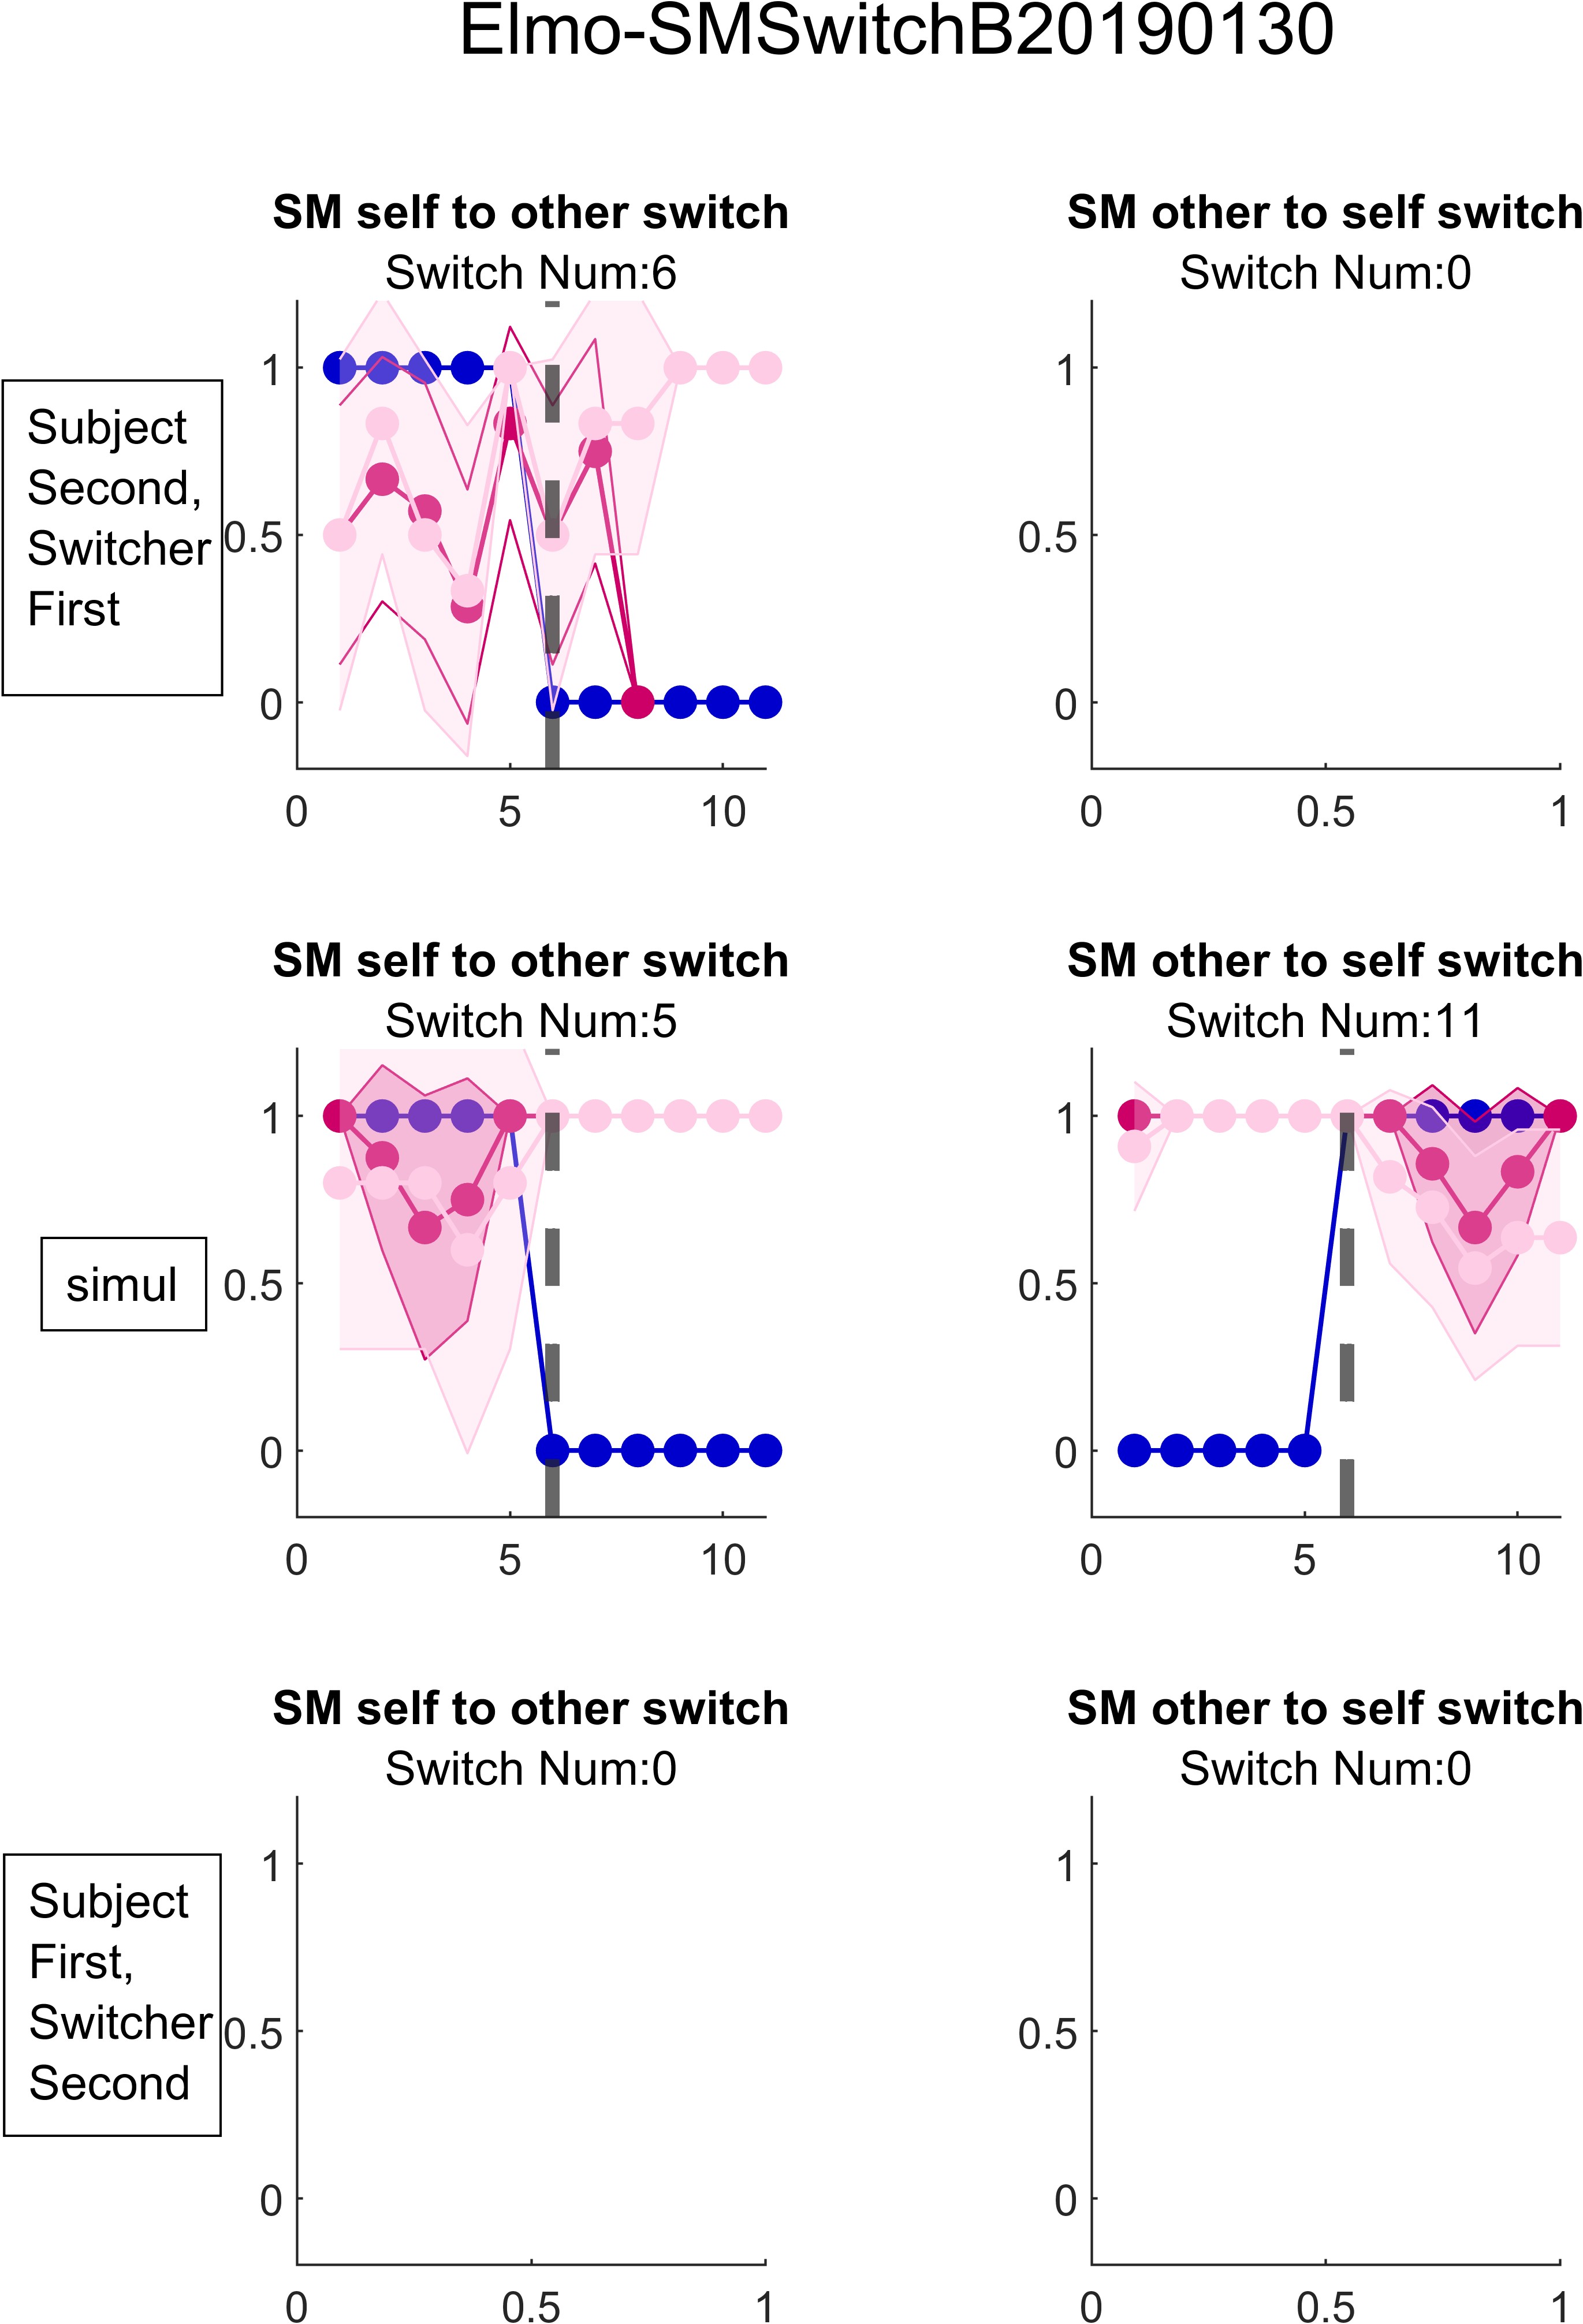 Elmo-SMSwitchB20190130
SM self to other switch
Switch Num:6
SM other to self switch
Switch Num:0
Subject
Second,
Switcher
First
1
0.5
0
0
5
10
1
0.5
0
0
0.5
1
SM self to other switch
Switch Num:5
SM other to self switch
Switch Num:11
simul
1
0.5
0
0
5
10
1
0.5
0
0
5
10
SM self to other switch
Switch Num:0
SM other to self switch
Switch Num:0
Subject
First,
Switcher
Second
1
0.5
0
0
0.5
1
1
0.5
0
0
0.5
1